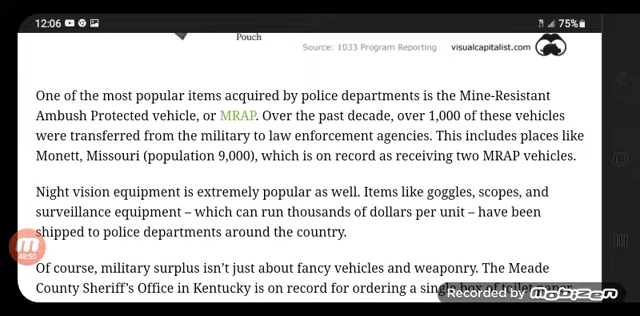 12:06
75%
Pouch
Source: 1033 Program Reporting visualcapitalist.com
One of the most popular items acquired by police departments is the Mine-Resistant
Ambush Protected vehicle, or MRAP. Over the past decade, over 1,000 of these vehicles
were transferred from the military to law enforcement agencies. This includes places like
Monett, Missouri (population 9,000), which is on record as receiving two MRAP vehicles.
Night vision equipment is extremely popular as well. Items like goggles, scopes, and
surveillance equipment – which can run thousands of dollars per unit – have been
shipped to police departments around the country.
48:50
Of course, military surplus isn't just about fancy vehicles and weaponry. The Meade
County Sheriff's Office in Kentucky is on record for ordering a single box of toilet paper
Recorded by mobizen